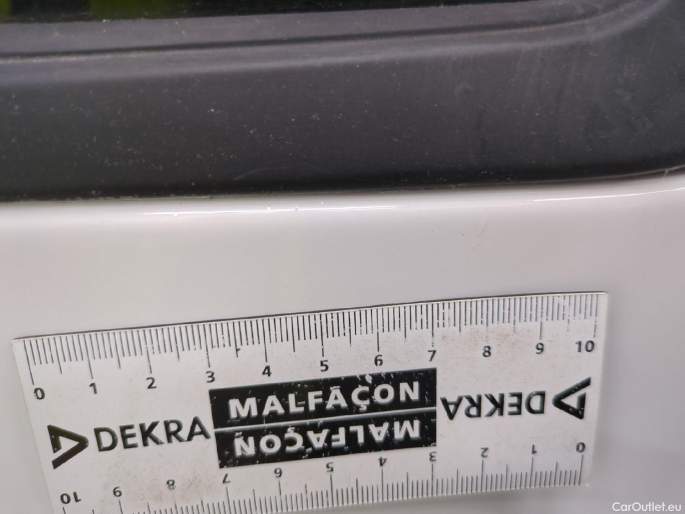 0 1 2 3 4 5 6 7 8 9 10
DEKRA MALFAÇON DEKRA
MALFAÇON
10 9 8 7 6 5 4 3 2 1 0
CarOutlet.eu